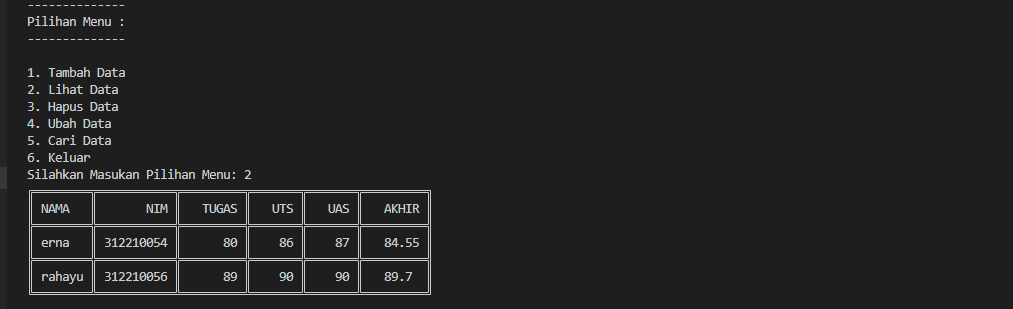 --------------
Pilihan Menu :
--------------
1. Tambah Data
2. Lihat Data
3. Hapus Data
4. Ubah Data
5. Cari Data
6. Keluar
Silahkan Masukan Pilihan Menu: 2
NAMA NIM TUGAS UTS UAS AKHIR
erna 312210054 80 86 87 84.55
rahayu 312210056 89 90 90 89.7